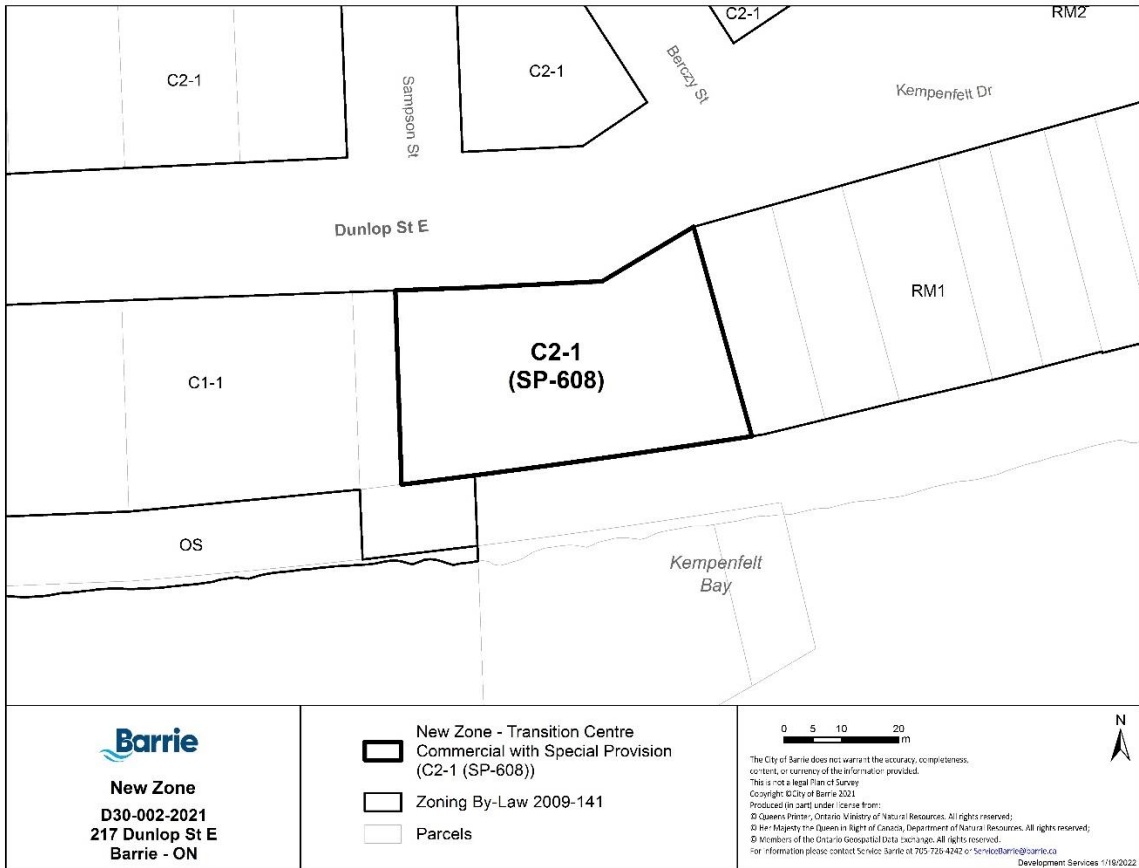 C2-1
RM2
C2-1
C2-1
Sampson St
Berczy St
Kempenfelt Dr
Dunlop St E
RM1
C2-1
(SP-608)
C1-1
OS
Kempenfelt
Bay
Barrie
New Zone
D30-002-2021
217 Dunlop St E
Barrie - ON
New Zone - Transition Centre
Commercial with Special Provision
(C2-1 (SP-608))
Zoning By-Law 2009-141
Parcels
0 5 10 20
m
N
The City of Barrie does not warrant the accuracy, completeness,
content, or currency of the information provided.
This is not a legal Plan of Survey
Copyright ©City of Barrie 2021
Produced (in part) under license from:
© Queens Printer, Ontario Ministry of Natural Resources. All rights reserved;
© Her Majesty the Queen in Right of Canada, Department of Natural Resources. All rights reserved;
© Members of the Ontario Geospatial Data Exchange. All rights reserved.
For information please contact Service Barrie at 705-726-4242 or ServiceBarrie@barrie.ca
Development Services 1/19/2022